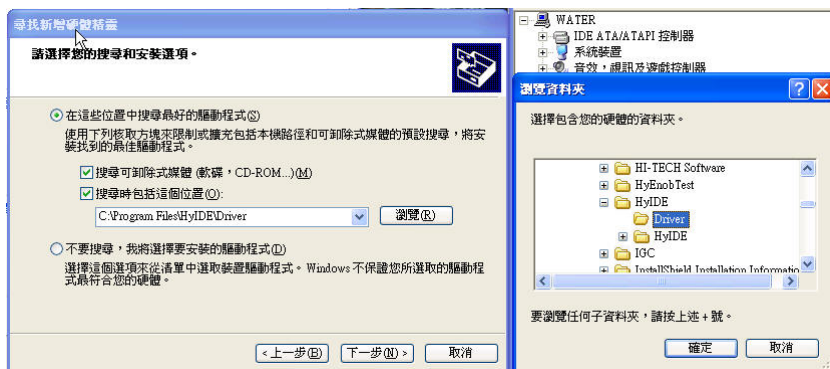 尋找新增硬體精靈
請選擇您的搜尋和安裝選項。
在這些位置中搜尋最好的驅動程式(S)
使用下列核取方塊來限制或擴充包括本機路徑和可卸除式媒體的預設搜尋,將安
裝找到的最佳驅動程式。
搜尋可卸除式媒體 (軟碟,CD-ROM...)(M)
搜尋時包括這個位置(O):
C:\Program Files\HyIDE\Driver
瀏覽(R)
不要搜尋,我將選擇要安裝的驅動程式(D)
選擇這個選項來從清單中選取裝置驅動程式。Windows 不保證您所選取的驅動程
式最符合您的硬體。
<上一步(B)
下一步(N)>
取消
WATER
IDE ATA/ATAPI 控制器
系統裝置
音效,視訊及遊戲控制器
瀏覽資料夾
選擇包含您的硬體的資料夾。
HI-TECH Software
HyEnobTest
HyIDE
Driver
HyIDE
IGC
InstallShield Installation Informatio
要瀏覽任何子資料夾,請按上述 + 號。
確定
取消